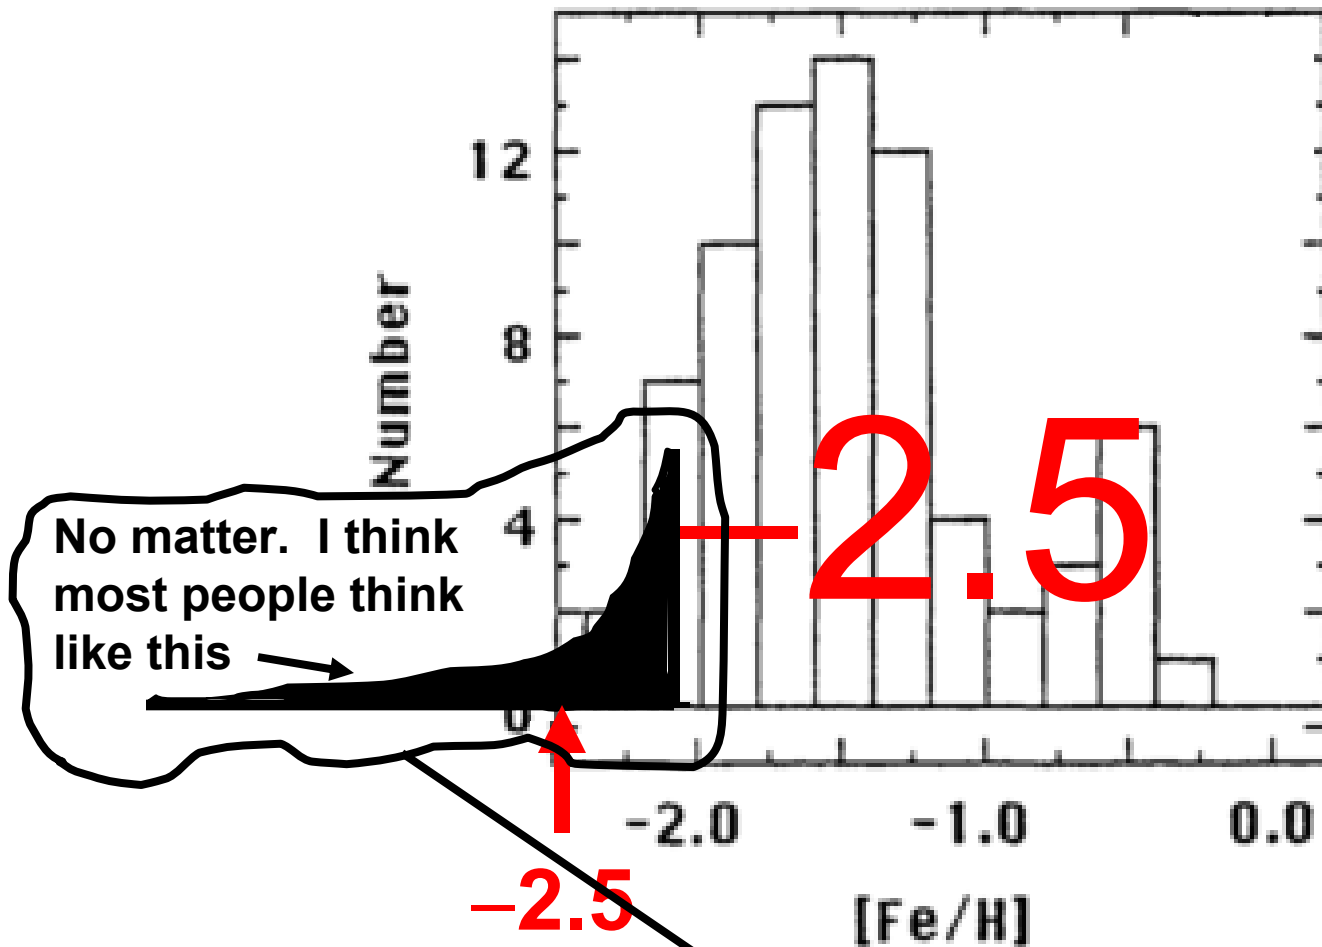 12
8
4
0
Number
No matter. I think
most people think
like this
–2.5
-2.0
-1.0
0.0
–2.5
[Fe/H]